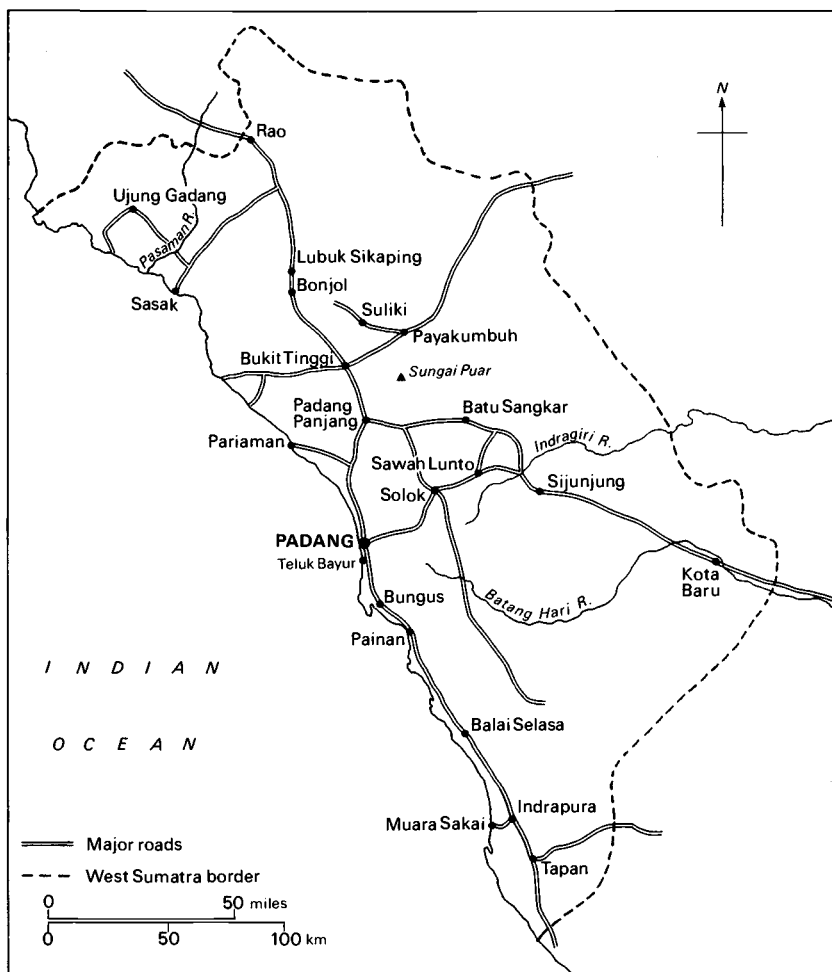 N
Rao
Ujung Gadang
Pasaman R.
Lubuk Sikaping
Bonjol
Sasak
Suliki
Payakumbuh
Bukit Tinggi
Sungai Puar
Padang
Panjang
Batu Sangkar
Pariaman
Indragiri R.
Sawah Lunto
Solok
Sijunjung
PADANG
Teluk Bayur
Kota
Baru
Bungus
Batang Hari R.
Painan
INDIAN
OCEAN
Balai Selasa
Indrapura
Muara Sakai
Tapan
Major roads
West Sumatra border
0 50 miles
0 50 100 km